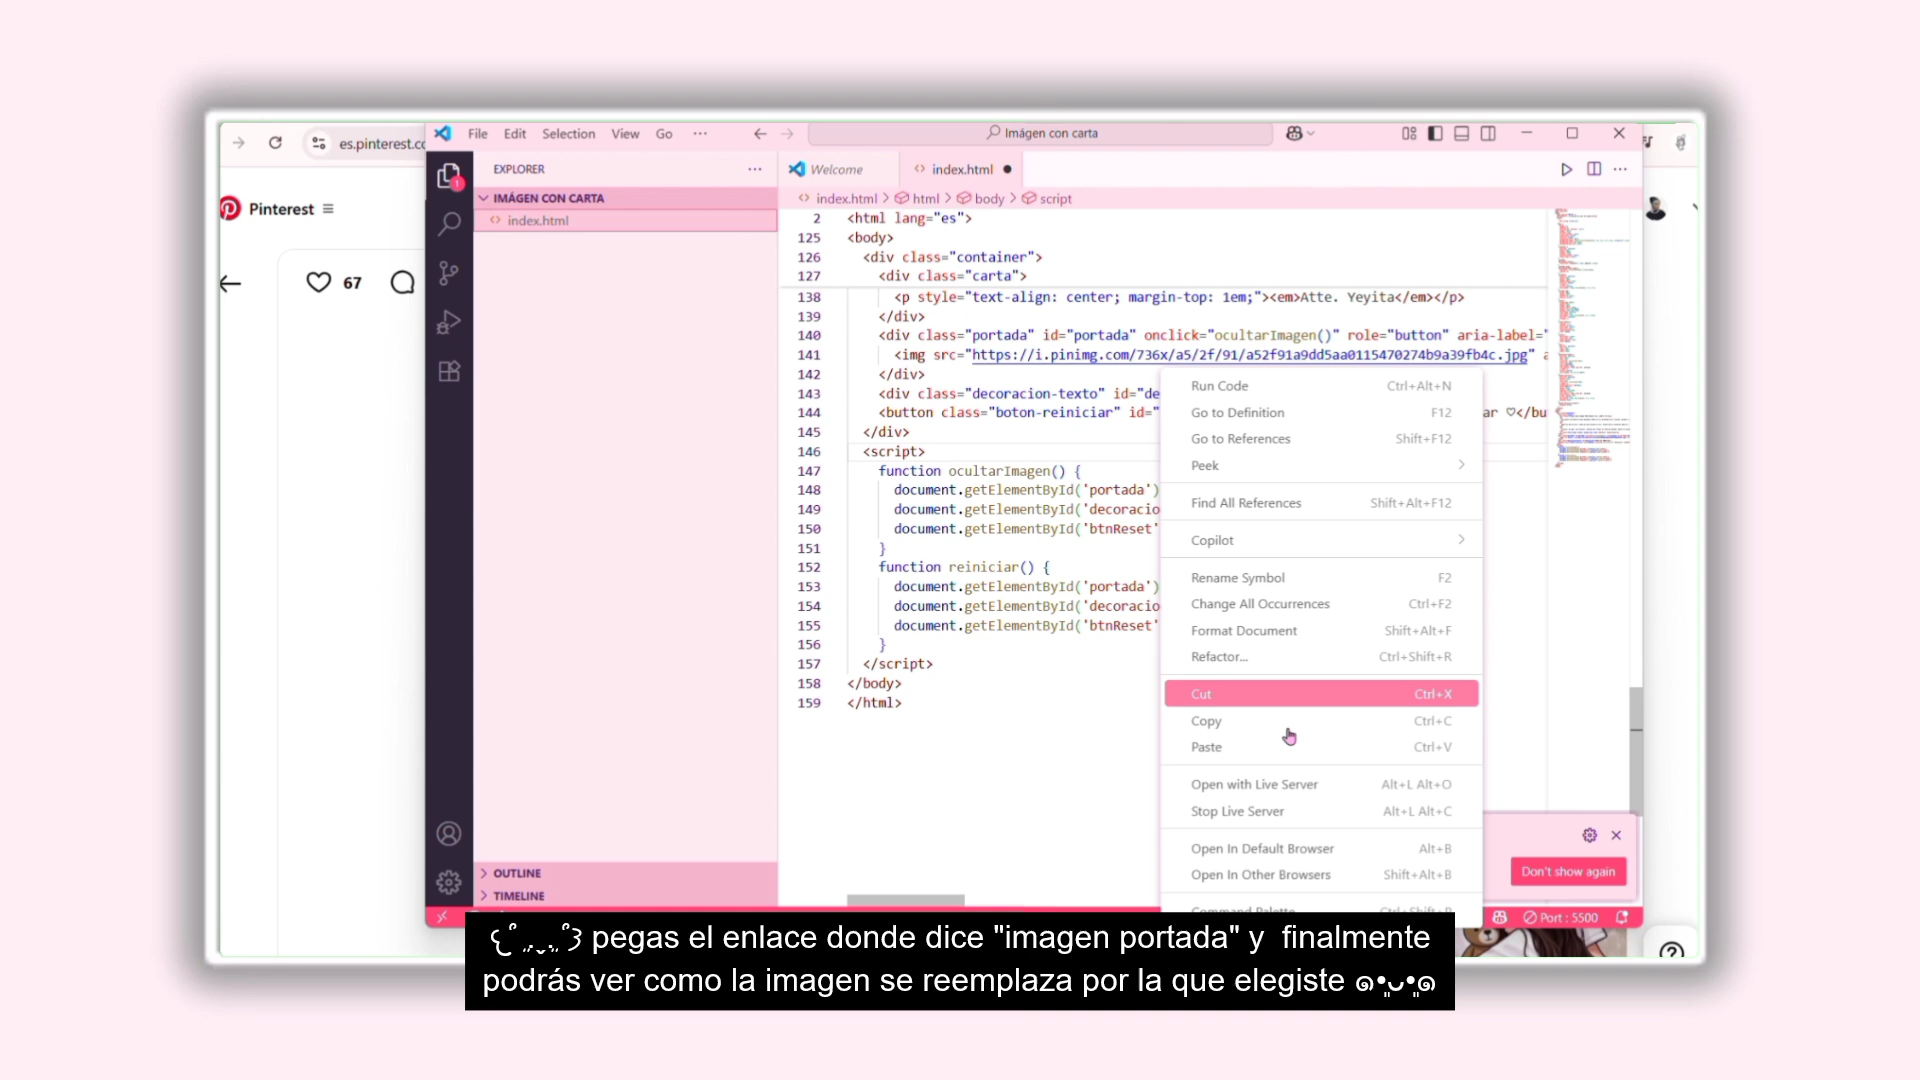 es.pinterest.co
File Edit Selection View Go ···
Imágen con carta
Pinterest
67
EXPLORER
IMÁGEN CON CARTA
index.html
OUTLINE
TIMELINE
1
Welcome
index.html
index.html > html > body > script
2 <html lang="es">
125 <body>
126 <div class="container">
127 <div class="carta">
138 <p style="text-align: center; margin-top: 1em;"><em>Atte. Yeyita</em></p>
139 </div>
140 <div class="portada" id="portada" onclick="ocultarImagen()" role="button" aria-label="
141 <img src="https://i.pinimg.com/736x/a5/2f/91/a52f91a9dd5aa0115470274b9a39fb4c.jpg" a
142 </div>
143 <div class="decoracion-texto" id="de
144 <button class="boton-reiniciar" id=" ar ♡</bu
145 </div>
146 <script>
147 function ocultarImagen() {
148 document.getElementById('portada')
149 document.getElementById('decoracio
150 document.getElementById('btnReset'
151 }
152 function reiniciar() {
153 document.getElementById('portada')
154 document.getElementById('decoracio
155 document.getElementById('btnReset'
156 }
157 </script>
158 </body>
159 </html>
Run Code Ctrl+Alt+N
Go to Definition F12
Go to References Shift+F12
Peek
Find All References Shift+Alt+F12
Copilot
Rename Symbol F2
Change All Occurrences Ctrl+F2
Format Document Shift+Alt+F
Refactor... Ctrl+Shift+R
Cut Ctrl+X
Copy Ctrl+C
Paste Ctrl+V
Open with Live Server Alt+L Alt+O
Stop Live Server Alt+L Alt+C
Open In Default Browser Alt+B
Open In Other Browsers Shift+Alt+B
Command Palette Ctrl+Shift+P
Don't show again
Port : 5500
pegas el enlace donde dice "imagen portada" y finalmente
podrás ver como la imagen se reemplaza por la que elegiste